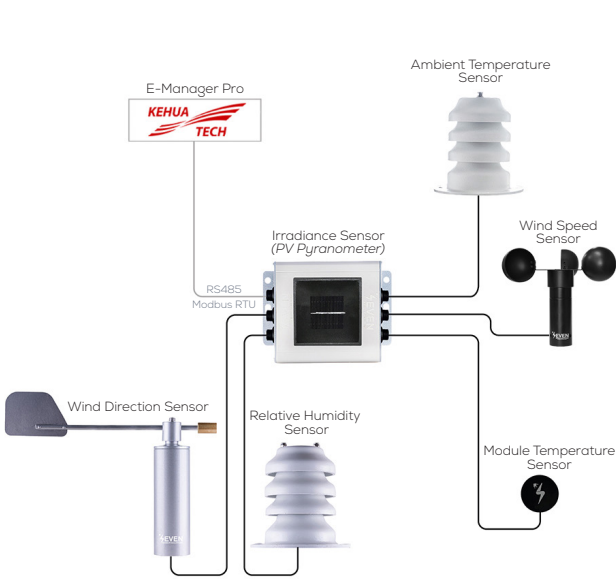 Ambient Temperature
Sensor
E-Manager Pro
KEHUA
TECH
Wind Speed
Sensor
Irradiance Sensor
(PV Pyranometer)
RS485
Modbus RTU
SEVEN
SEVEN
Wind Direction Sensor
Relative Humidity
Sensor
Module Temperature
Sensor
SEVEN